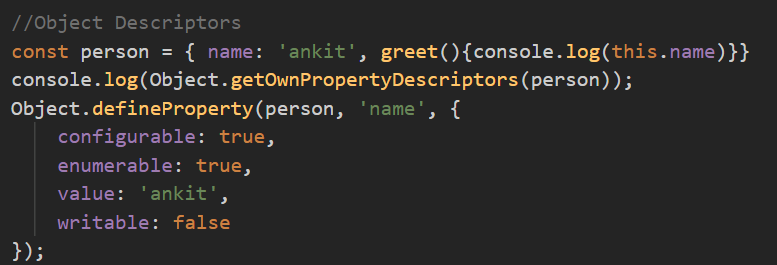 //Object Descriptors
const person = { name: 'ankit', greet(){console.log(this.name)}}
console.log(Object.getOwnPropertyDescriptors(person));
Object.defineProperty(person, 'name', {
configurable: true,
enumerable: true,
value: 'ankit',
writable: false
});